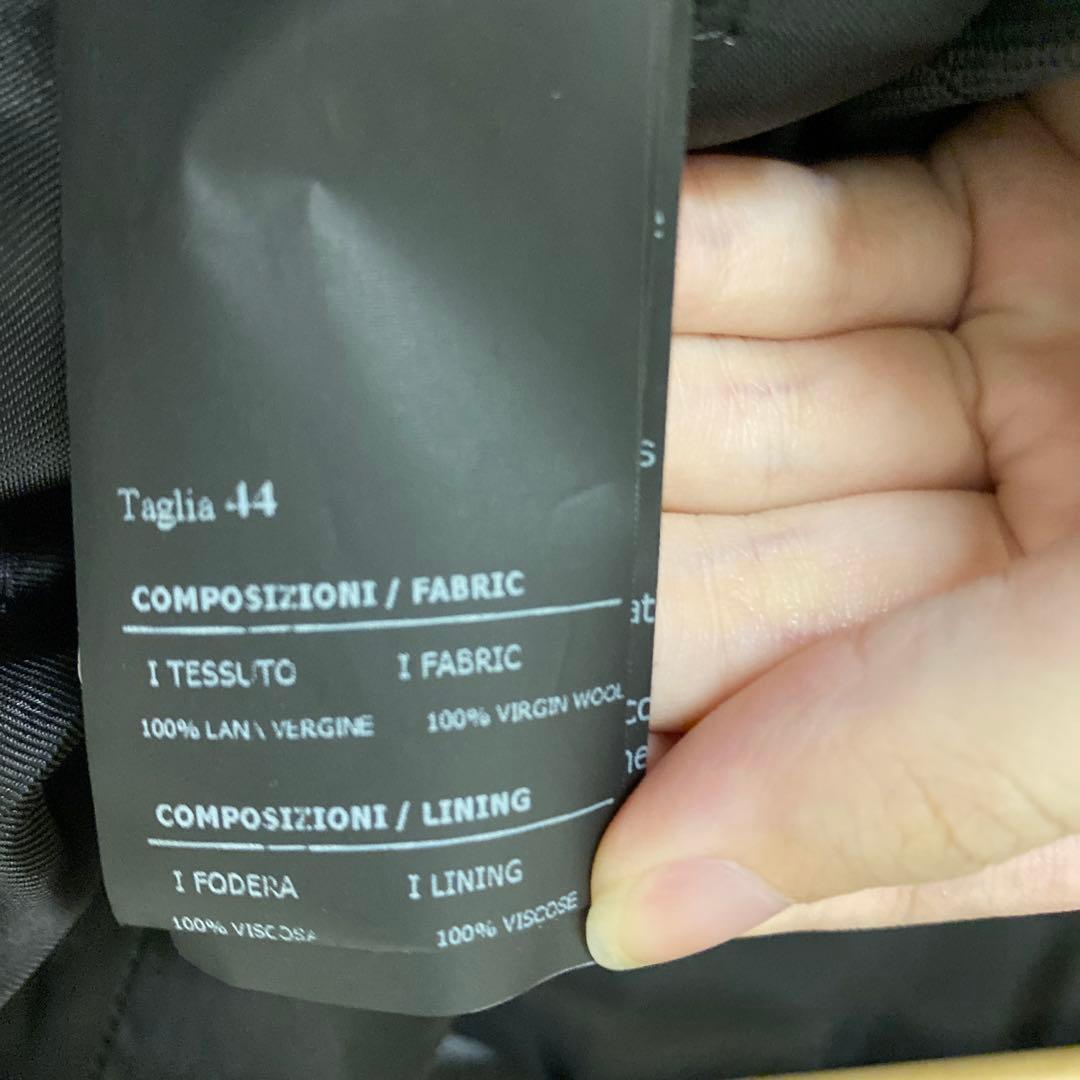 Taglia 44
COMPOSIZIONI / FABRIC
I TESSUTO I FABRIC
100% LANA VERGINE 100% VIRGIN WOOL
COMPOSIZIONI / LINING
I FODERA I LINING
100% VISCOSA 100% VISCOSE